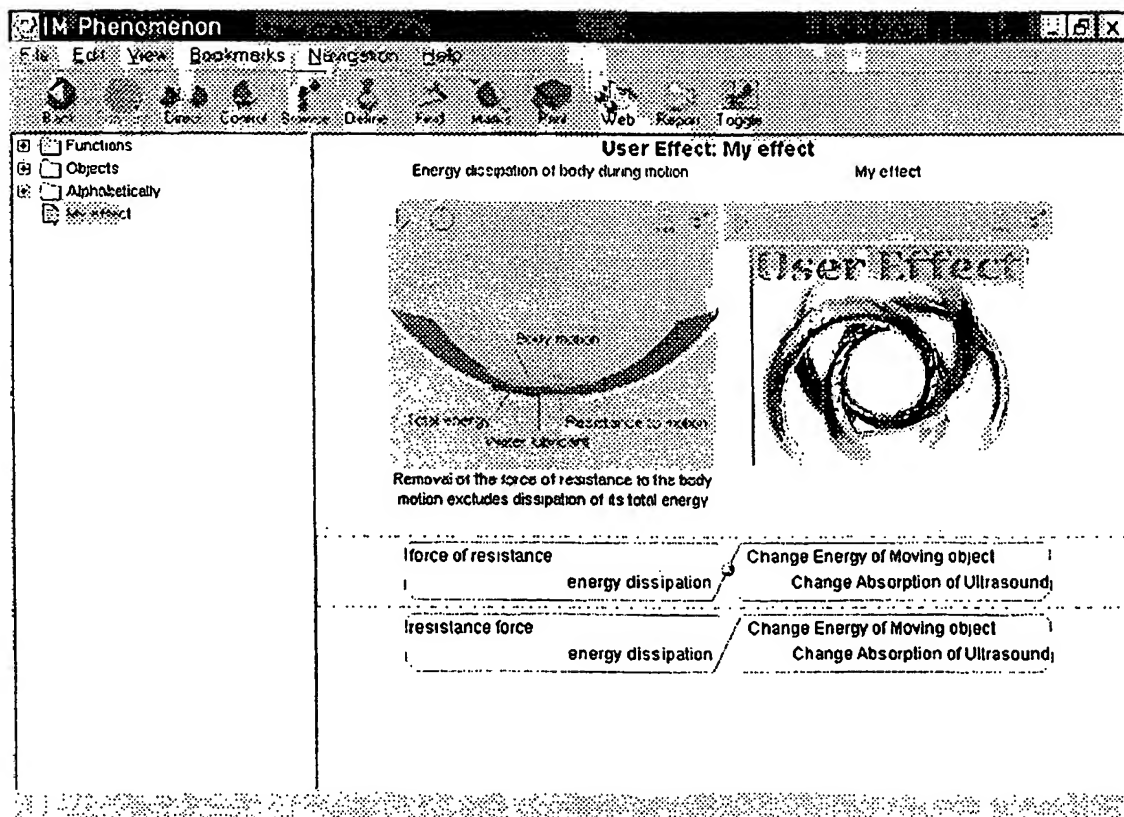 IM Phenomenon
File Edit View Bookmarks Navigation Help
Back Direct Control Browse Define Find Marks Print Web Report Toggle
Functions
Objects
Alphabetically
My effect
User Effect: My effect
Energy dissipation of body during motion
My effect
User Effect
Body motion
Total energy
Resistance to motion
Water lubricant
Removal of the force of resistance to the body
motion excludes dissipation of its total energy
force of resistance
energy dissipation
Change Energy of Moving object
Change Absorption of Ultrasound
resistance force
energy dissipation
Change Energy of Moving object
Change Absorption of Ultrasound